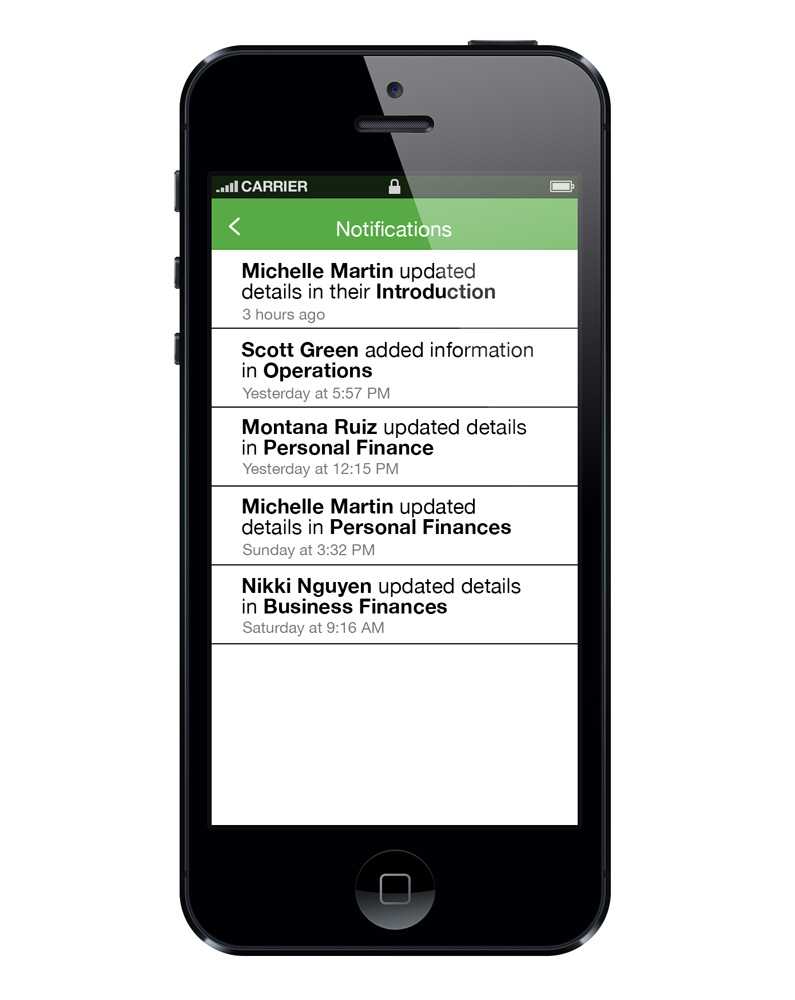 CARRIER
Notifications
Michelle Martin updated
details in their Introduction
3 hours ago
Scott Green added information
in Operations
Yesterday at 5:57 PM
Montana Ruiz updated details
in Personal Finance
Yesterday at 12:15 PM
Michelle Martin updated
details in Personal Finances
Sunday at 3:32 PM
Nikki Nguyen updated details
in Business Finances
Saturday at 9:16 AM